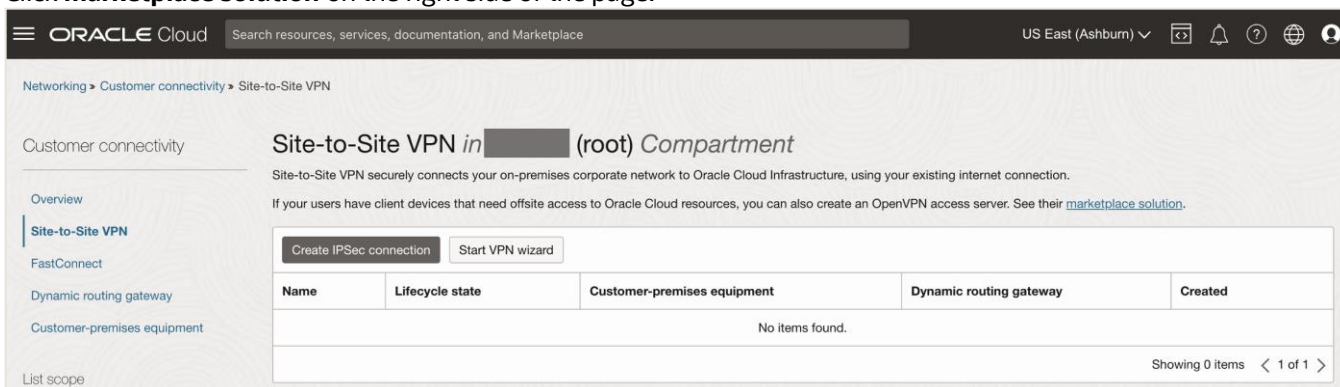 Click marketplace solution on the right side of the page.
ORACLE Cloud
Search resources, services, documentation, and Marketplace
US East (Ashburn)
Networking » Customer connectivity » Site-to-Site VPN
Customer connectivity
Overview
Site-to-Site VPN
FastConnect
Dynamic routing gateway
Customer-premises equipment
List scope
Site-to-Site VPN in (root) Compartment
Site-to-Site VPN securely connects your on-premises corporate network to Oracle Cloud Infrastructure, using your existing internet connection.
If your users have client devices that need offsite access to Oracle Cloud resources, you can also create an OpenVPN access server. See their marketplace solution.
Create IPSec connection Start VPN wizard
Name Lifecycle state Customer-premises equipment Dynamic routing gateway Created
No items found.
Showing 0 items < 1 of 1 >